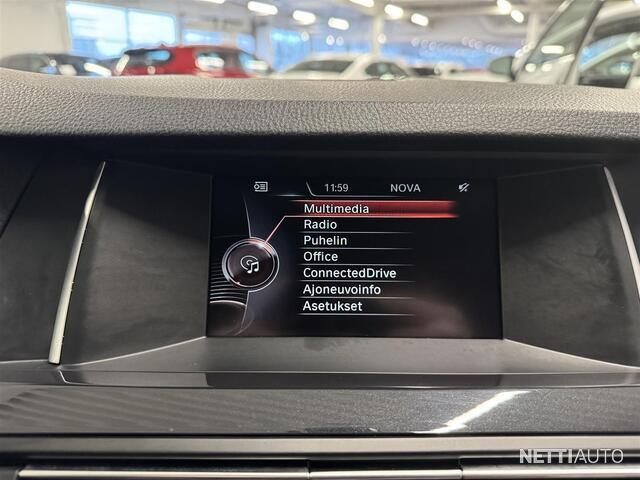 11:59 NOVA
Multimedia
Radio
Puhelin
Office
ConnectedDrive
Ajoneuvoinfo
Asetukset
NETTIAUTO